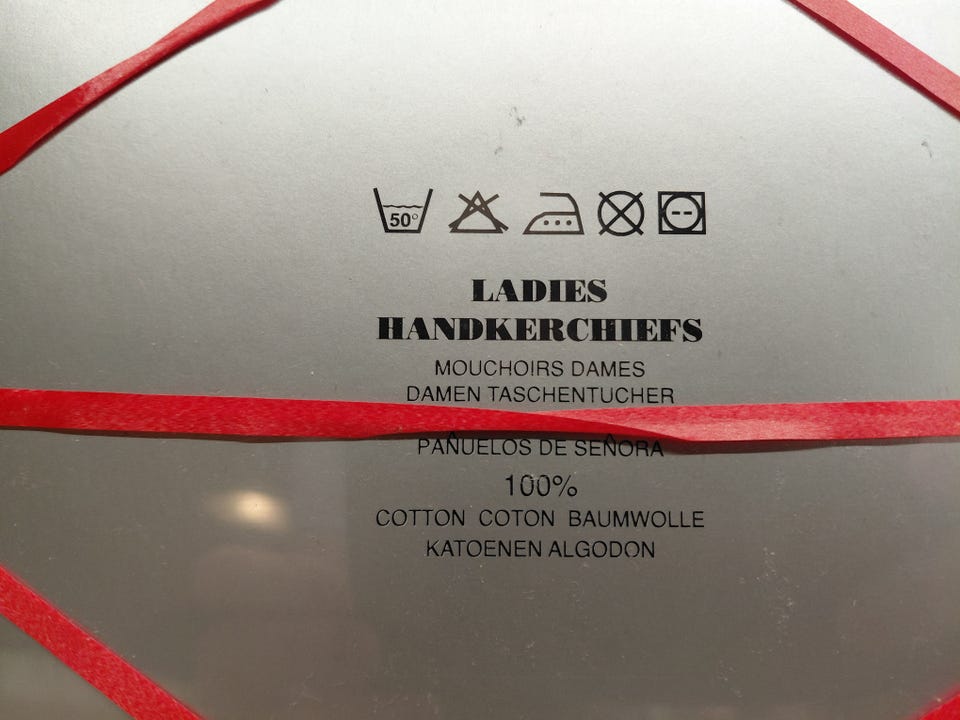 50°
LADIES
HANDKERCHIEFS
MOUCHOIRS DAMES
DAMEN TASCHENTUCHER
PAÑUELOS DE SEÑORA
100%
COTTON COTON BAUMWOLLE
KATOENEN ALGODON